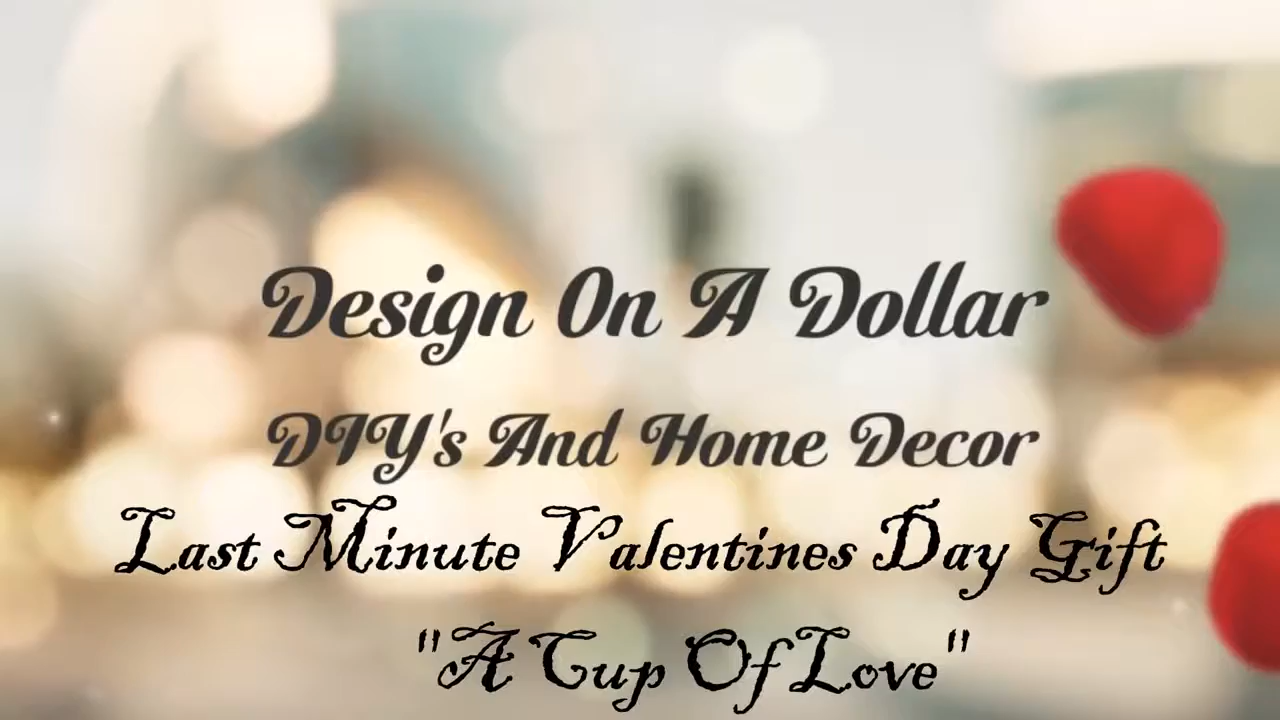 Design On A Dollar
DIY's And Home Decor
Last Minute Valentines Day Gift
"A Cup Of Love"